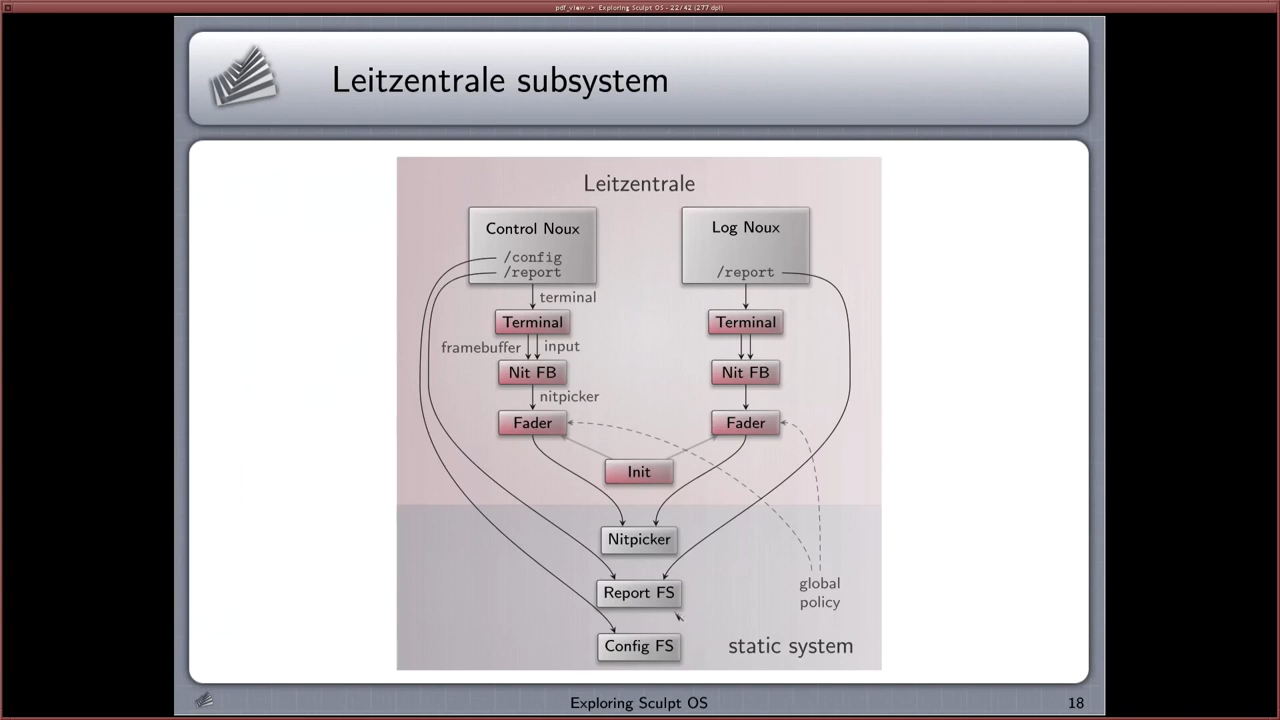 pdf_view -> Exploring Sculpt OS - 22/42 (277 dpi)
Leitzentrale subsystem
Leitzentrale
Control Noux
/config
/report
Log Noux
/report
terminal
Terminal
Terminal
framebuffer
input
Nit FB
Nit FB
nitpicker
Fader
Fader
Init
Nitpicker
Report FS
global
policy
Config FS
static system
Exploring Sculpt OS
18